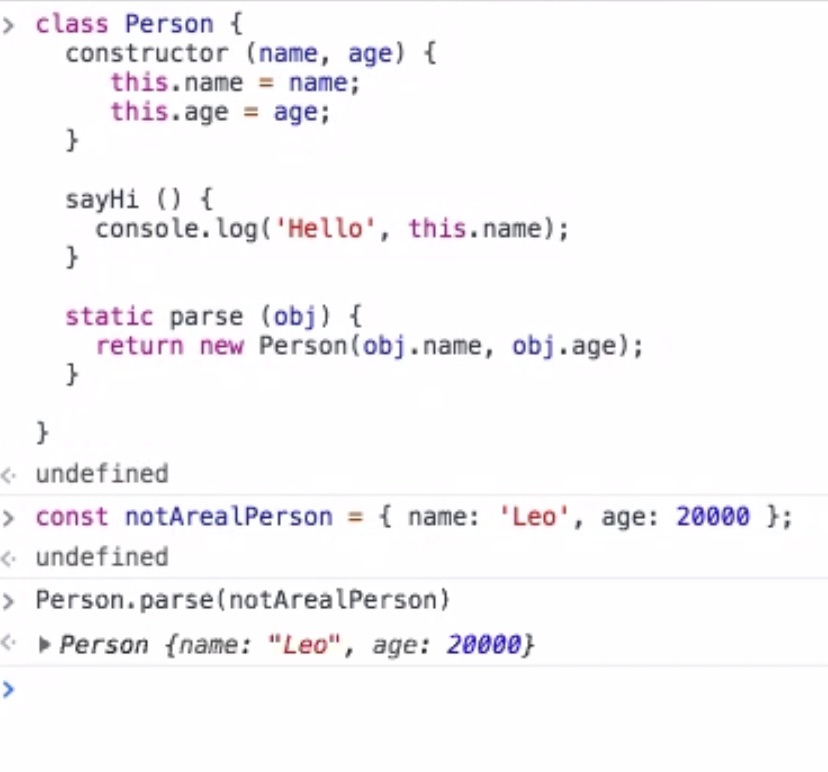 > class Person {
constructor (name, age) {
this.name = name;
this.age = age;
}
sayHi () {
console.log('Hello', this.name);
}
static parse (obj) {
return new Person(obj.name, obj.age);
}
}
undefined
> const notArealPerson = { name: 'Leo', age: 20000 };
undefined
> Person.parse(notArealPerson)
Person {name: "Leo", age: 20000}
>